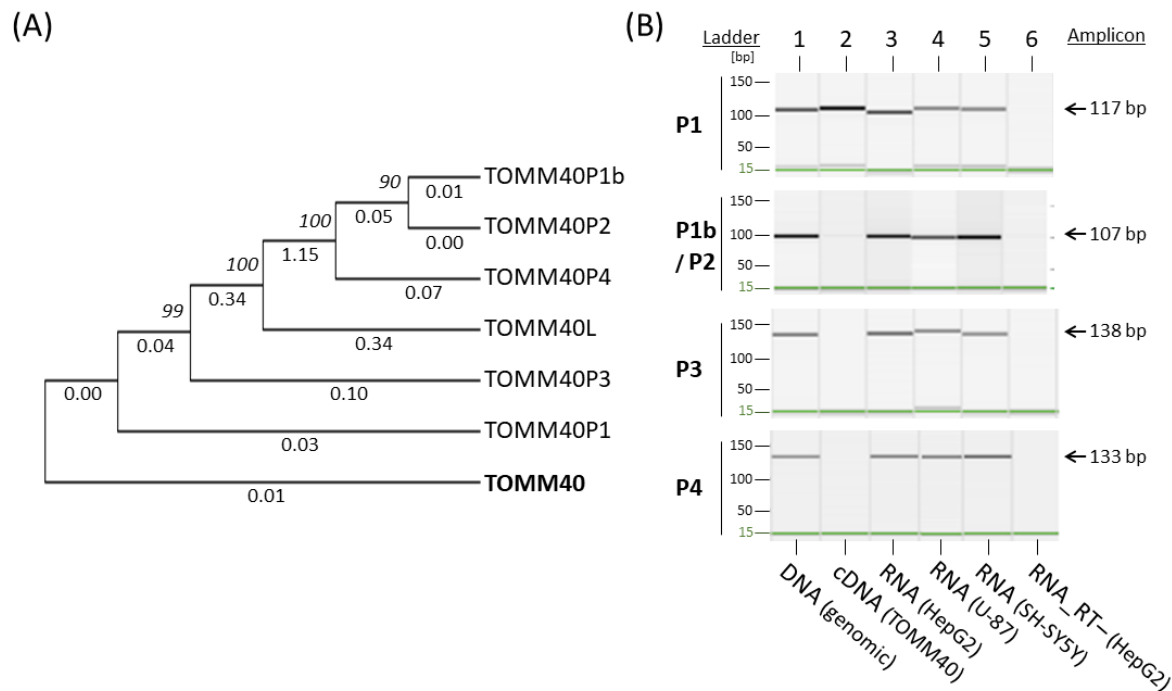 (A)
90
TOMM40P1b
0.01
100
0.05
TOMM40P2
0.00
100
1.15
TOMM40P4
0.07
99
0.34
TOMM40L
0.34
0.04
TOMM40P3
0.10
0.00
TOMM40P1
0.03
TOMM40
0.01
(B)
Ladder 1 2 3 4 5 6 Amplicon
[bp]
P1
150
100
50
15
117 bp
P1b
/ P2
150
100
50
15
107 bp
P3
150
100
50
15
138 bp
P4
150
100
50
15
133 bp
DNA (genomic)
cDNA (TOMM40)
RNA (HepG2)
RNA (U-87)
RNA (SH-SY5Y)
RNA_RT– (HepG2)